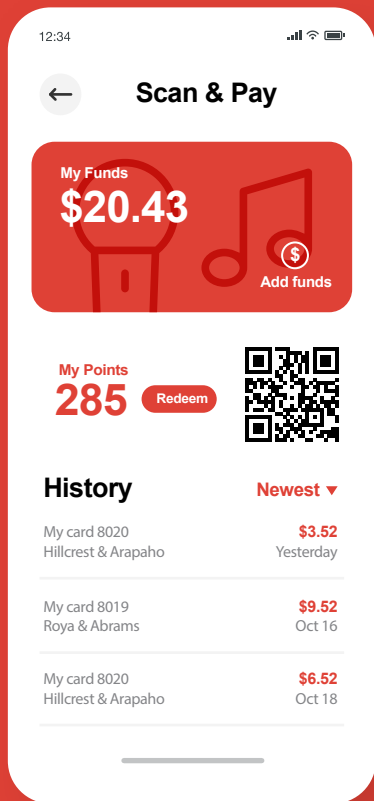 12:34
Scan & Pay
My Funds
$20.43
$
Add funds
My Points
285
Redeem
History
Newest
My card 8020
$3.52
Hillcrest & Arapaho
Yesterday
My card 8019
$9.52
Roya & Abrams
Oct 16
My card 8020
$6.52
Hillcrest & Arapaho
Oct 18